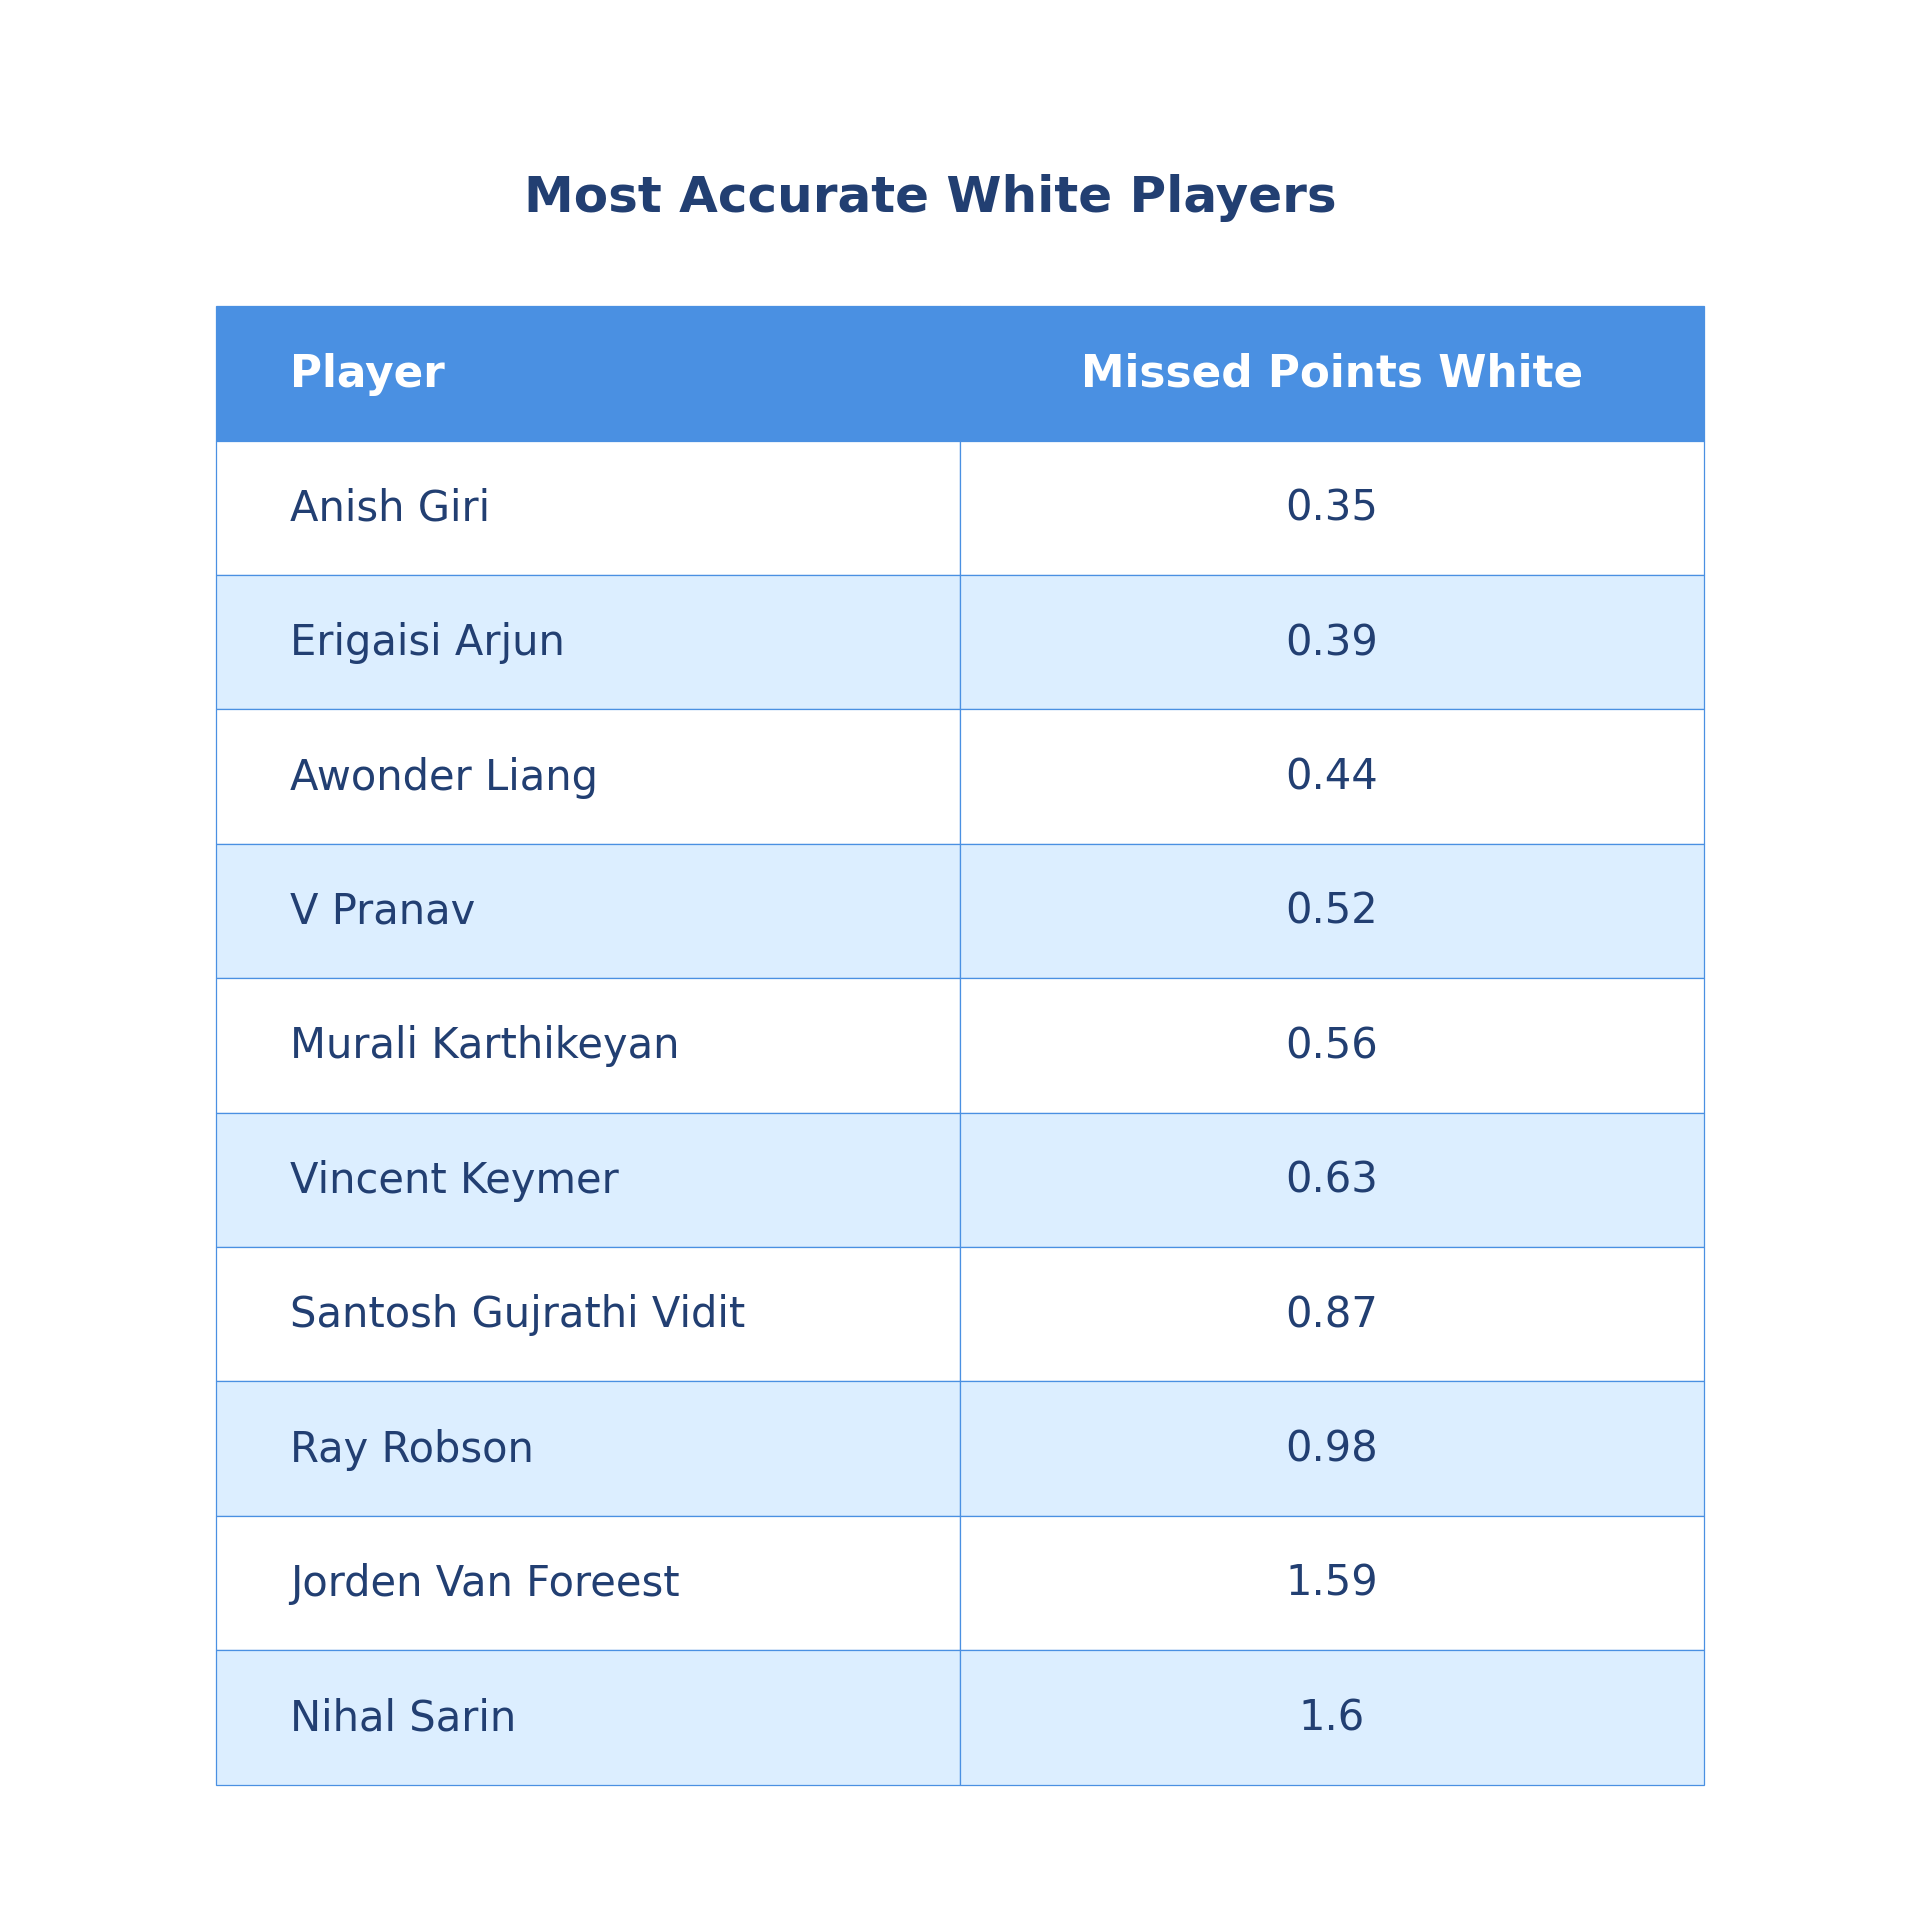 Most Accurate White Players
Player Missed Points White
Anish Giri 0.35
Erigaisi Arjun 0.39
Awonder Liang 0.44
V Pranav 0.52
Murali Karthikeyan 0.56
Vincent Keymer 0.63
Santosh Gujrathi Vidit 0.87
Ray Robson 0.98
Jorden Van Foreest 1.59
Nihal Sarin 1.6